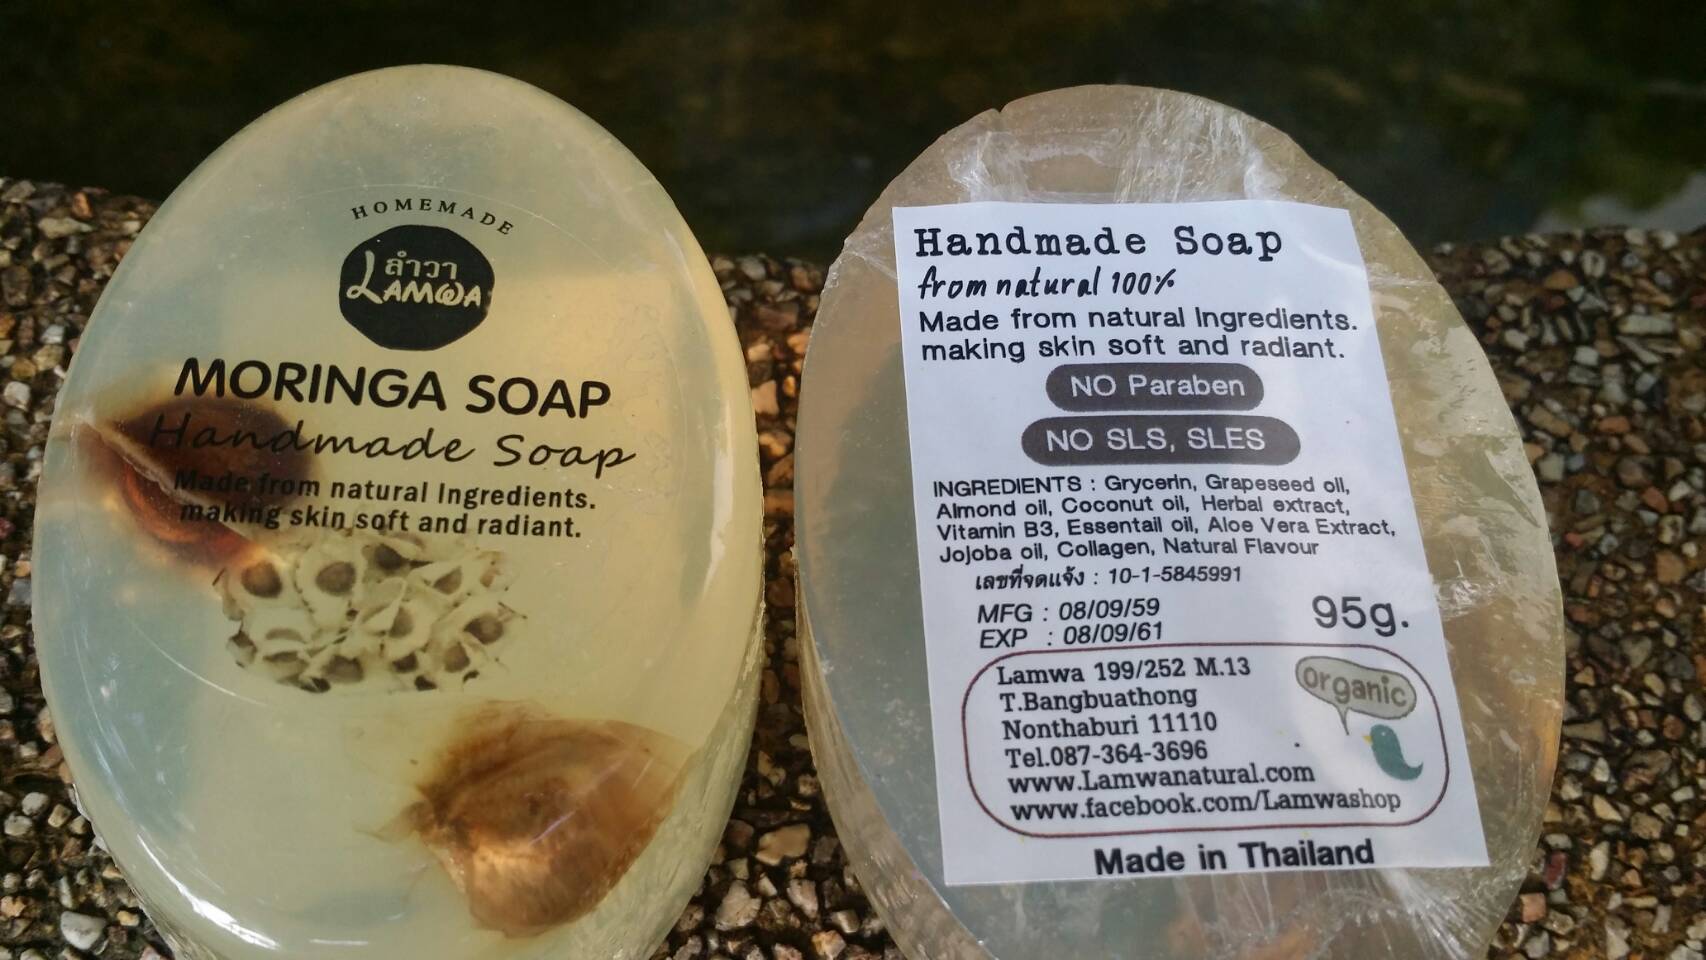 HOMEMADE
ลำวา
LAMWA
MORINGA SOAP
Handmade Soap
Made from natural Ingredients.
making skin soft and radiant.
Handmade Soap
from natural 100%
Made from natural Ingredients.
making skin soft and radiant.
NO Paraben
NO SLS, SLES
INGREDIENTS : Grycerin, Grapeseed oil,
Almond oil, Coconut oil, Herbal extract,
Vitamin B3, Essentail oil, Aloe Vera Extract,
Jojoba oil, Collagen, Natural Flavour
เลขที่จดแจ้ง : 10-1-5845991
MFG : 08/09/59
EXP : 08/09/61
95g.
Lamwa 199/252 M.13
T.Bangbuathong
Nonthaburi 11110
Tel.087-364-3696
www.Lamwanatural.com
www.facebook.com/Lamwashop
organic
Made in Thailand